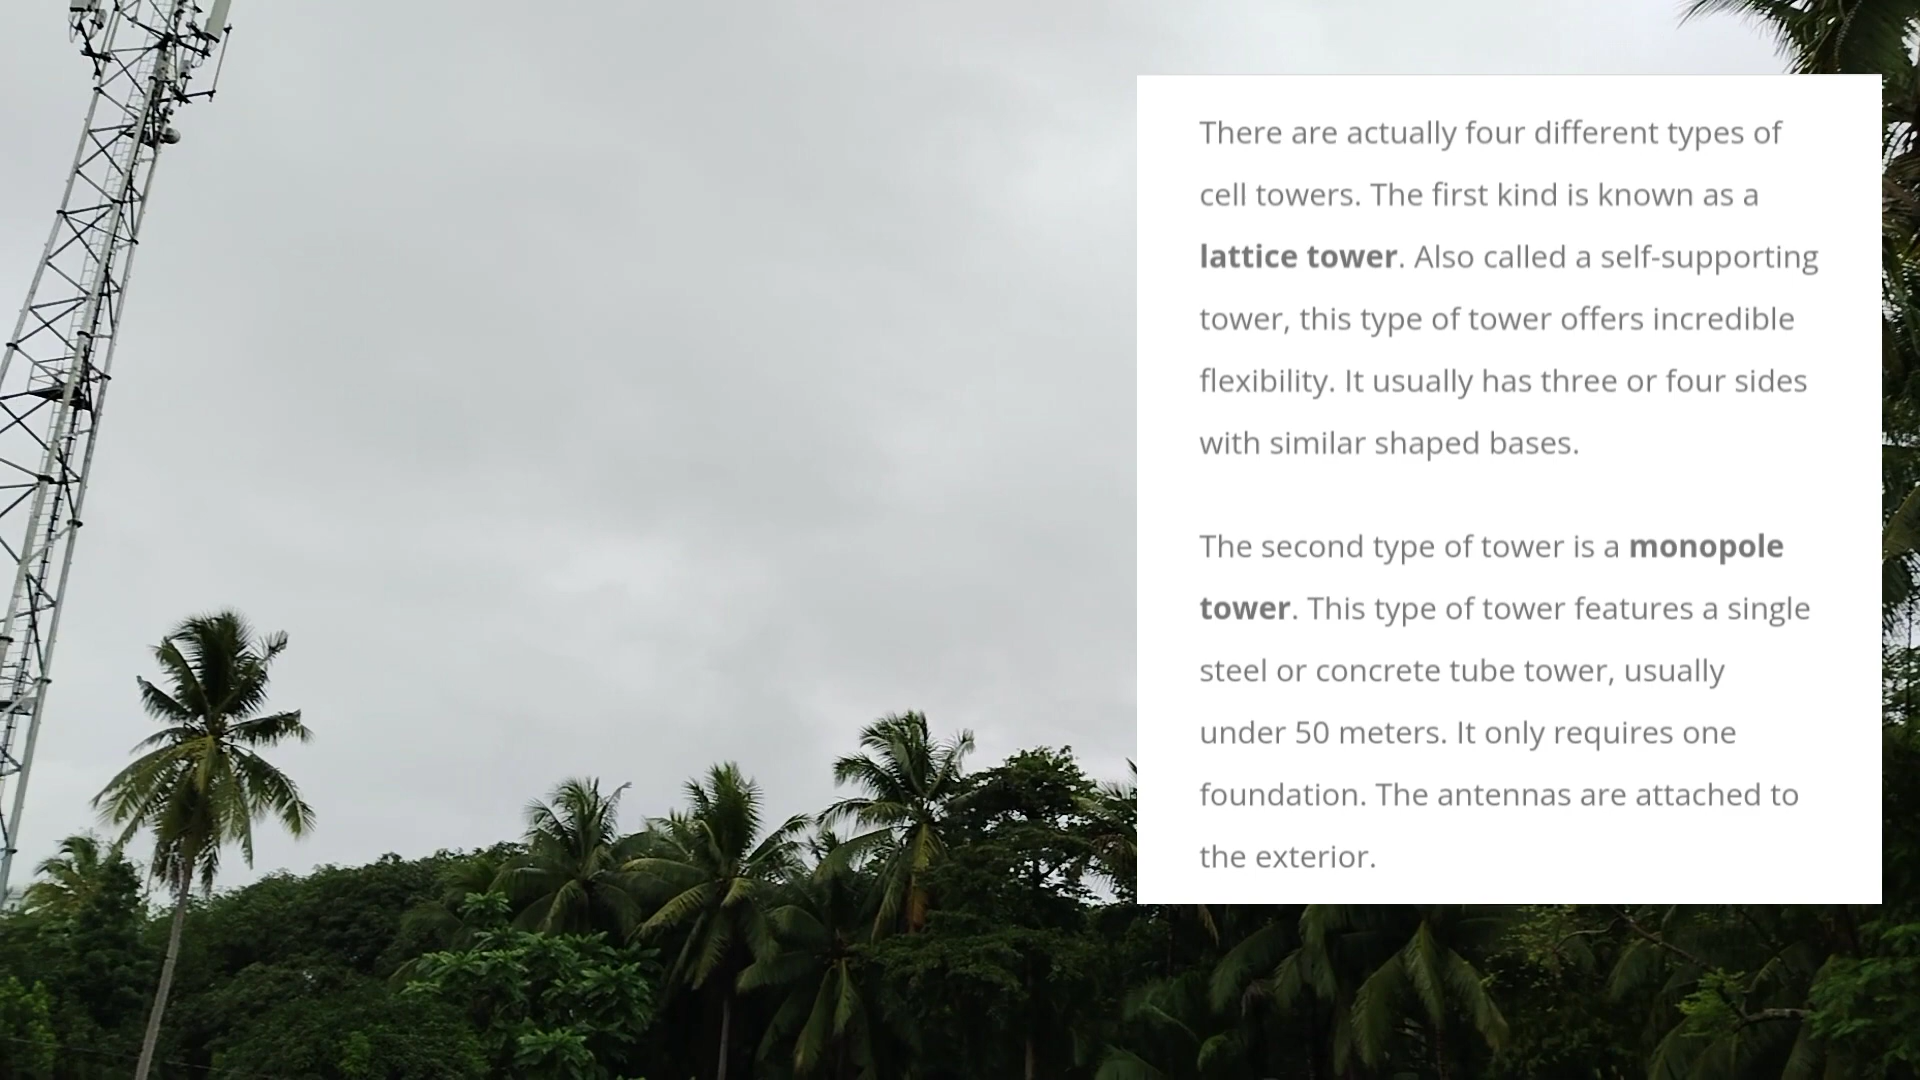 There are actually four different types of
cell towers. The first kind is known as a
lattice tower. Also called a self-supporting
tower, this type of tower offers incredible
flexibility. It usually has three or four sides
with similar shaped bases.
The second type of tower is a monopole
tower. This type of tower features a single
steel or concrete tube tower, usually
under 50 meters. It only requires one
foundation. The antennas are attached to
the exterior.